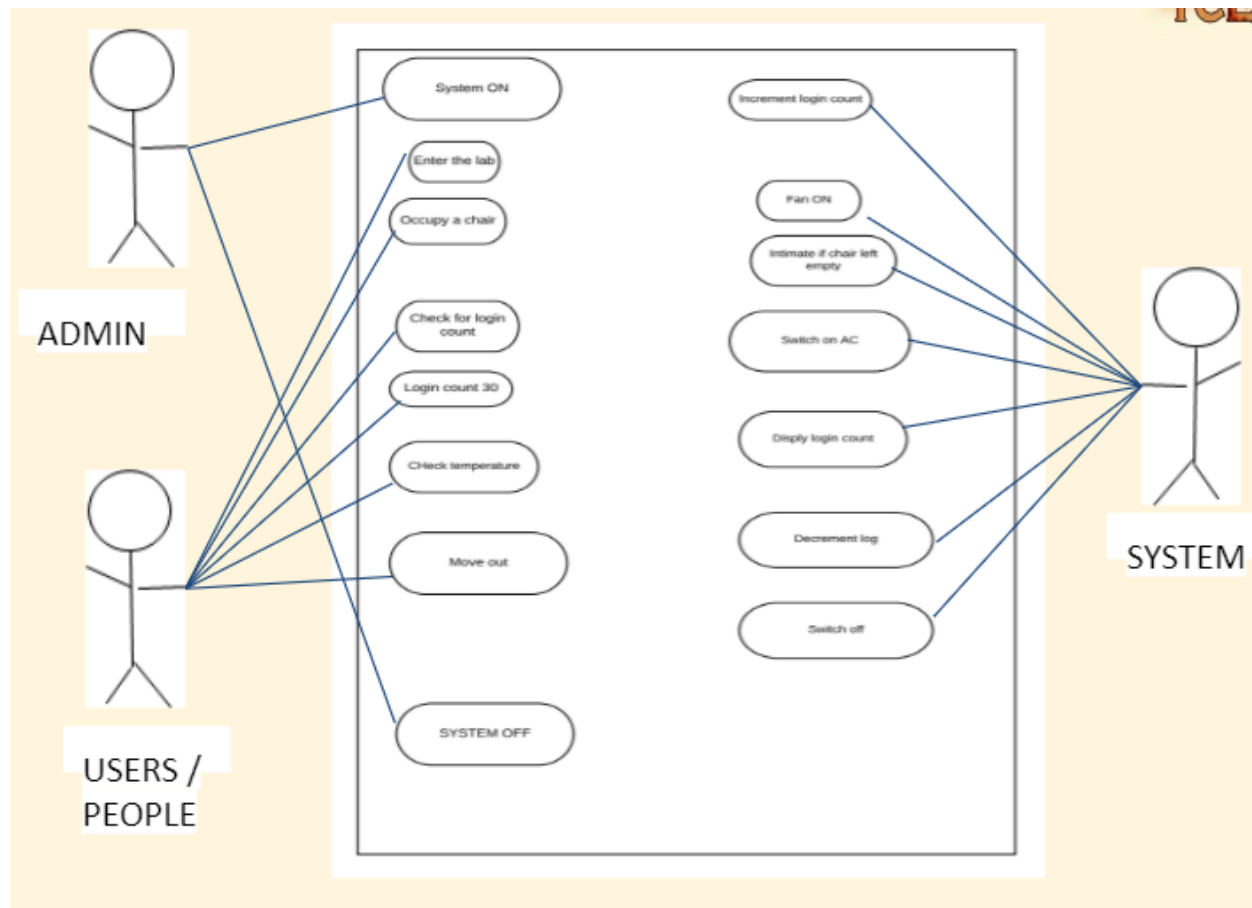 System ON
Increment login count
Enter the lab
Fan ON
Occupy a chair
Intimate if chair left
empty
Check for login
count
Switch on AC
ADMIN
Login count 30
Disply login count
CHeck temperature
Move out
Decrement log
SYSTEM
Switch off
SYSTEM OFF
USERS /
PEOPLE